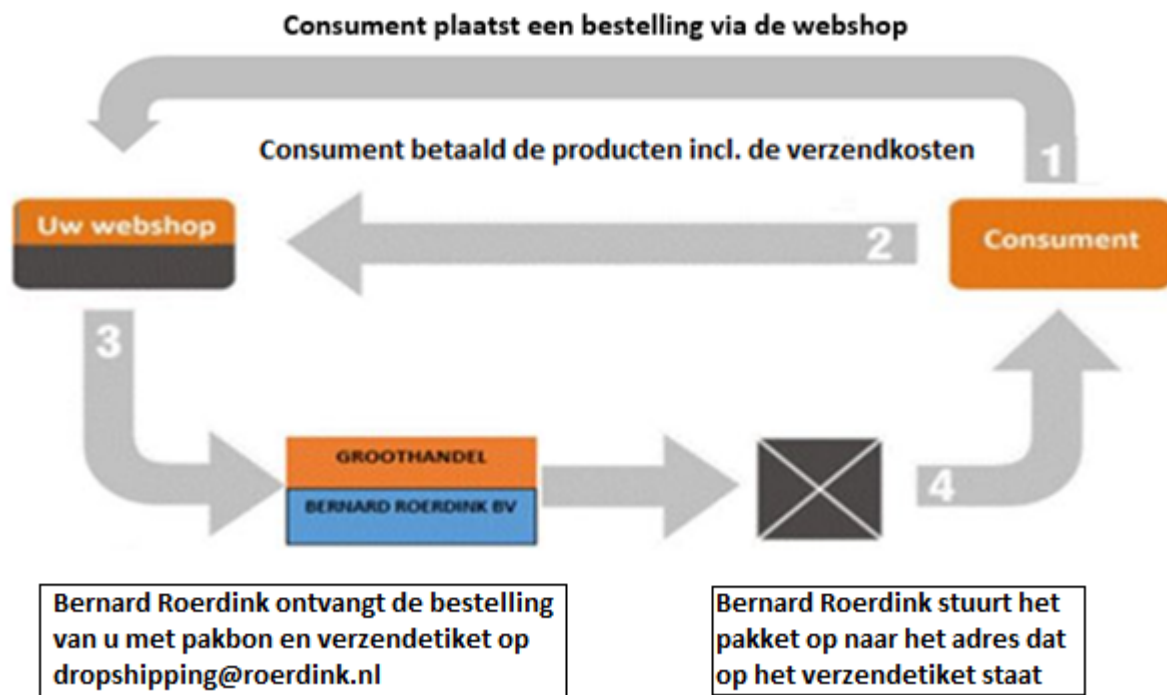 Consument plaatst een bestelling via de webshop
1
Consument betaald de producten incl. de verzendkosten
Uw webshop
2
Consument
3
GROOTHANDEL
BERNARD ROERDINK BV
4
Bernard Roerdink ontvangt de bestelling
van u met pakbon en verzendetiket op
dropshipping@roerdink.nl
Bernard Roerdink stuurt het
pakket op naar het adres dat
op het verzendetiket staat